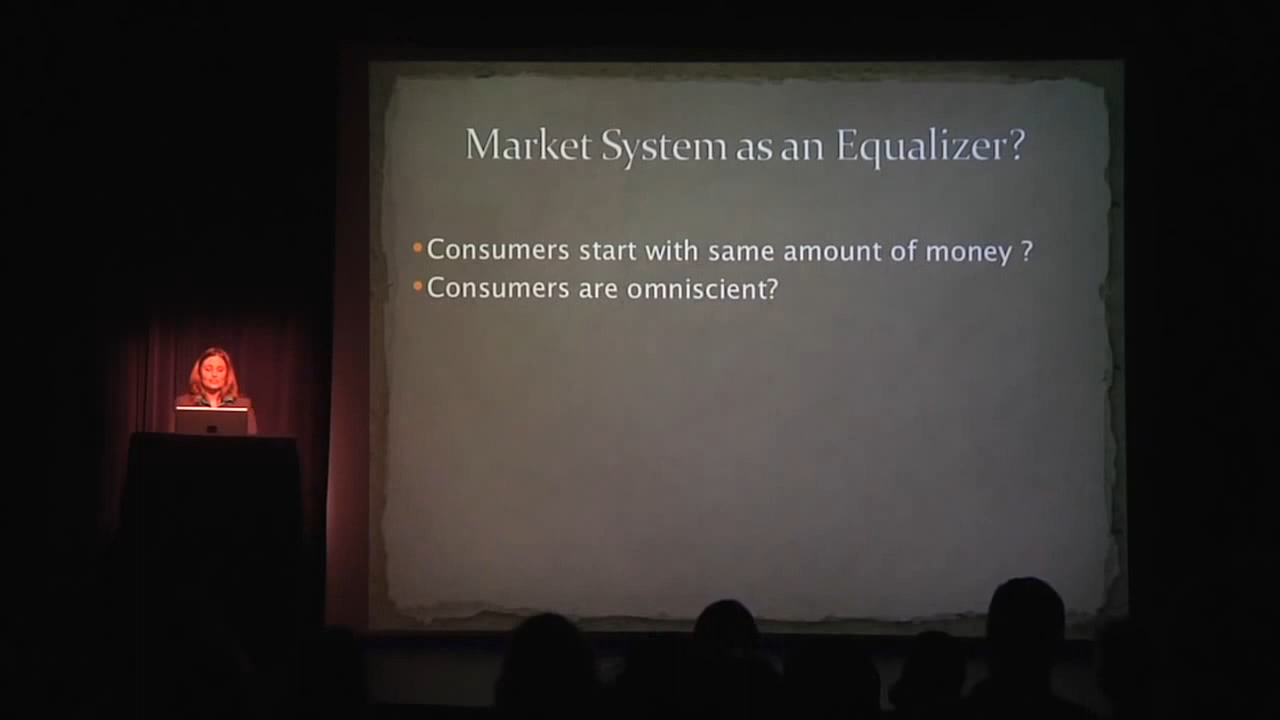 Market System as an Equalizer?
•Consumers start with same amount of money ?
•Consumers are omniscient?